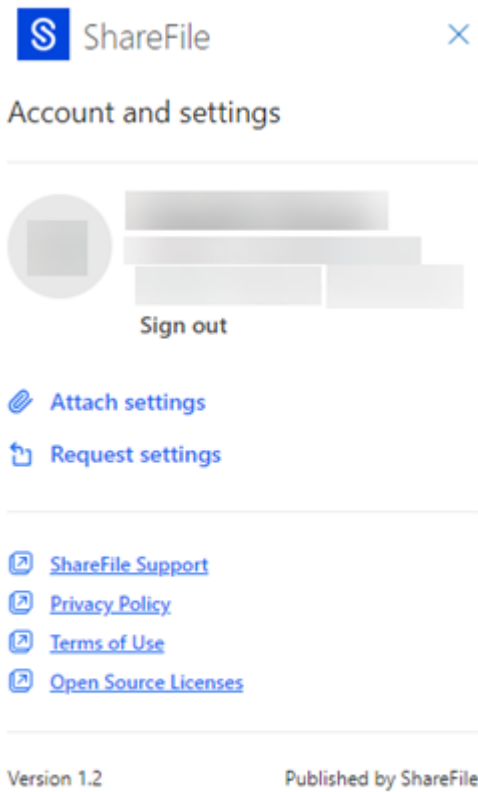 ShareFile
Account and settings
Sign out
Attach settings
Request settings
ShareFile Support
Privacy Policy
Terms of Use
Open Source Licenses
Version 1.2 Published by ShareFile